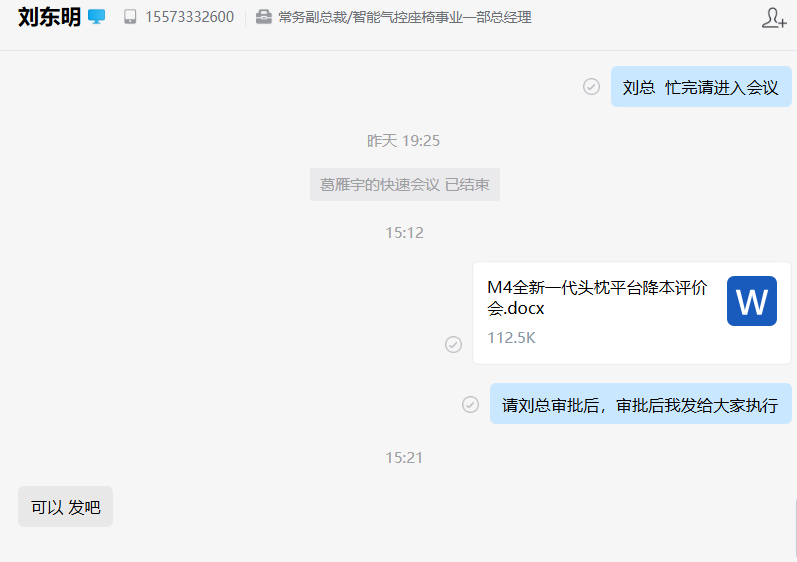 刘东明 15573332600 常务副总裁/智能气控座椅事业一部总经理
刘总 忙完请进入会议
昨天 19:25
葛雁宇的快速会议 已结束
15:12
M4全新一代头枕平台降本评价
会.docx
W
112.5K
请刘总审批后，审批后我发给大家执行
15:21
可以 发吧